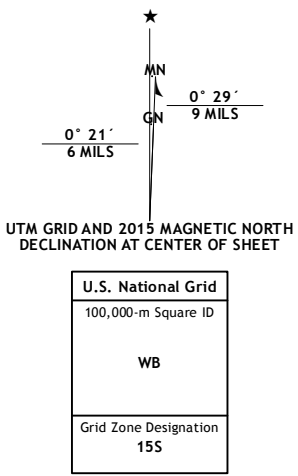 ★
MN
0° 29´
9 MILS
GN
0° 21´
6 MILS
UTM GRID AND 2015 MAGNETIC NORTH
DECLINATION AT CENTER OF SHEET
U.S. National Grid
100,000-m Square ID
WB
Grid Zone Designation
15S